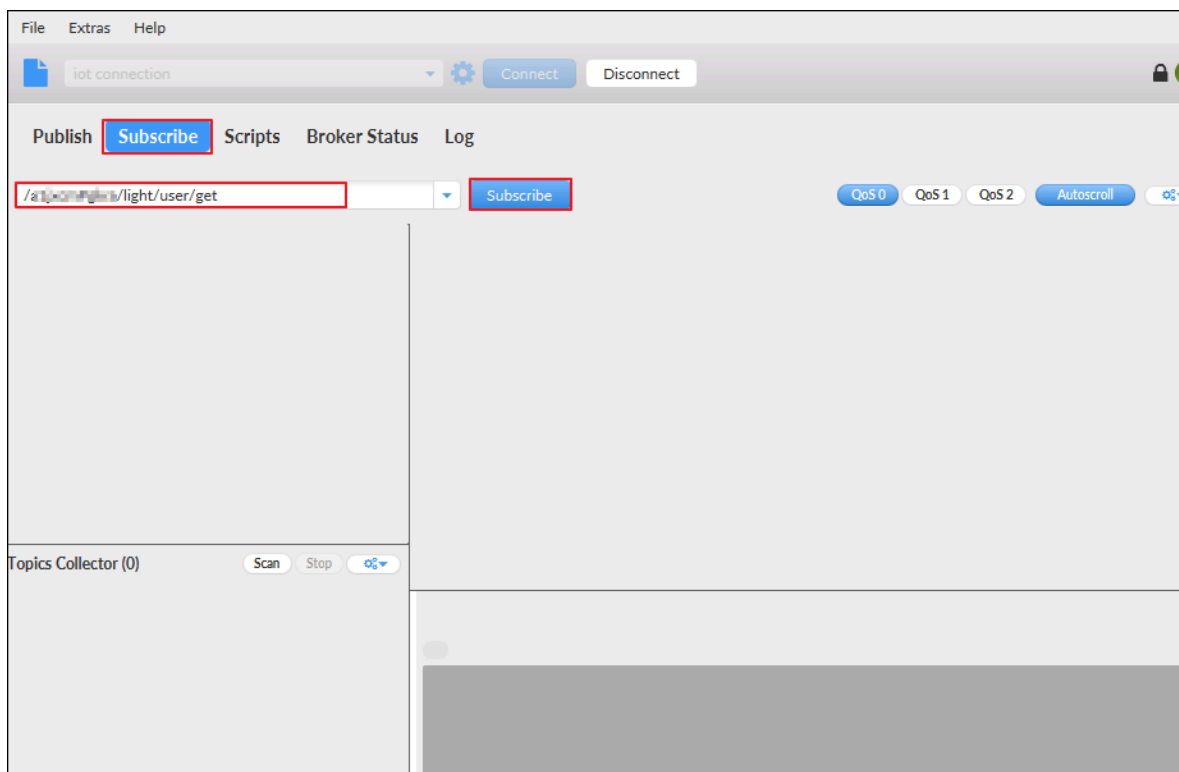 File Extras Help
iot connection Connect Disconnect
Publish Subscribe Scripts Broker Status Log
/light/user/get Subscribe QoS 0 QoS 1 QoS 2 Autoscroll
Topics Collector (0) Scan Stop